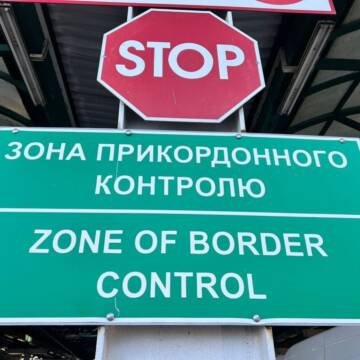 STOP
ЗОНА ПРИКОРДОННОГО
КОНТРОЛЮ
ZONE OF BORDER
CONTROL